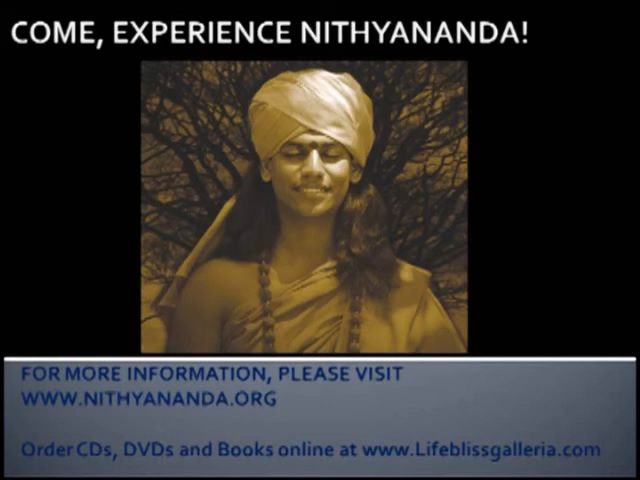 COME, EXPERIENCE NITHYANANDA!
FOR MORE INFORMATION, PLEASE VISIT
WWW.NITHYANANDA.ORG
Order CDs, DVDs and Books online at www.Lifeblissgalleria.com